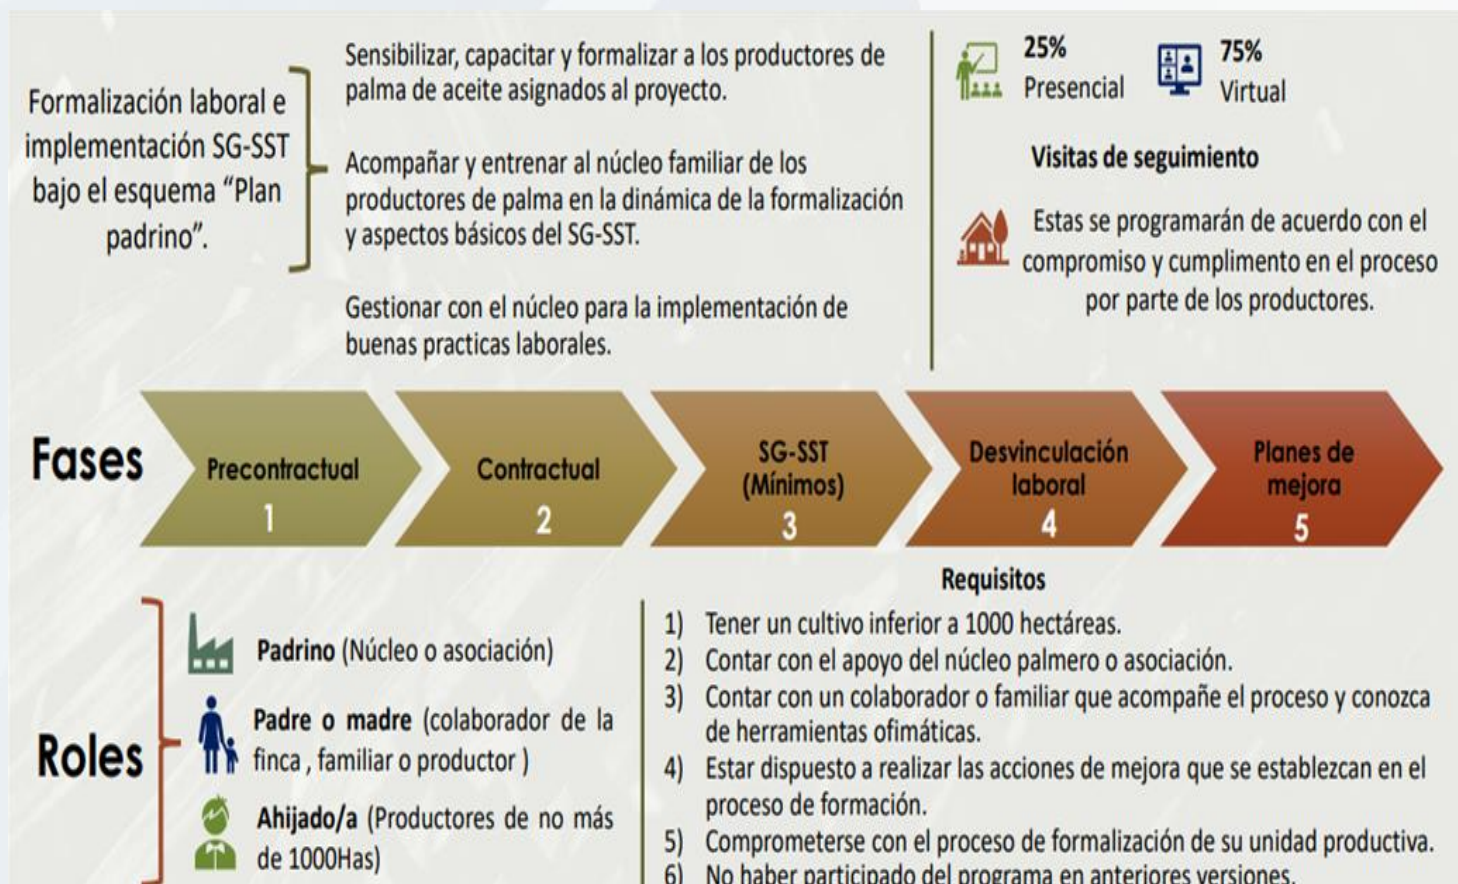 Formalización laboral e
implementación SG-SST
bajo el esquema “Plan
padrino”.
Sensibilizar, capacitar y formalizar a los productores de
palma de aceite asignados al proyecto.
Acompañar y entrenar al núcleo familiar de los
productores de palma en la dinámica de la formalización
y aspectos básicos del SG-SST.
Gestionar con el núcleo para la implementación de
buenas practicas laborales.
25%
Presencial
75%
Virtual
Visitas de seguimiento
Estas se programarán de acuerdo con el
compromiso y cumplimento en el proceso
por parte de los productores.
Fases
Precontractual
1
Contractual
2
SG-SST
(Mínimos)
3
Desvinculación
laboral
4
Planes de
mejora
5
Roles
Padrino (Núcleo o asociación)
Padre o madre (colaborador de la
finca , familiar o productor )
Ahijado/a (Productores de no más
de 1000Has)
Requisitos
1) Tener un cultivo inferior a 1000 hectáreas.
2) Contar con el apoyo del núcleo palmero o asociación.
3) Contar con un colaborador o familiar que acompañe el proceso y conozca
de herramientas ofimáticas.
4) Estar dispuesto a realizar las acciones de mejora que se establezcan en el
proceso de formación.
5) Comprometerse con el proceso de formalización de su unidad productiva.
6) No haber participado del programa en anteriores versiones.